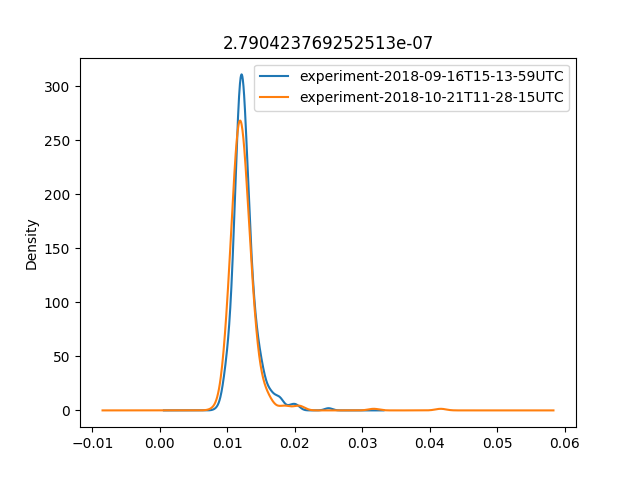 2.790423769252513e-07
experiment-2018-09-16T15-13-59UTC
experiment-2018-10-21T11-28-15UTC
Density
300
250
200
150
100
50
0
−0.01 0.00 0.01 0.02 0.03 0.04 0.05 0.06